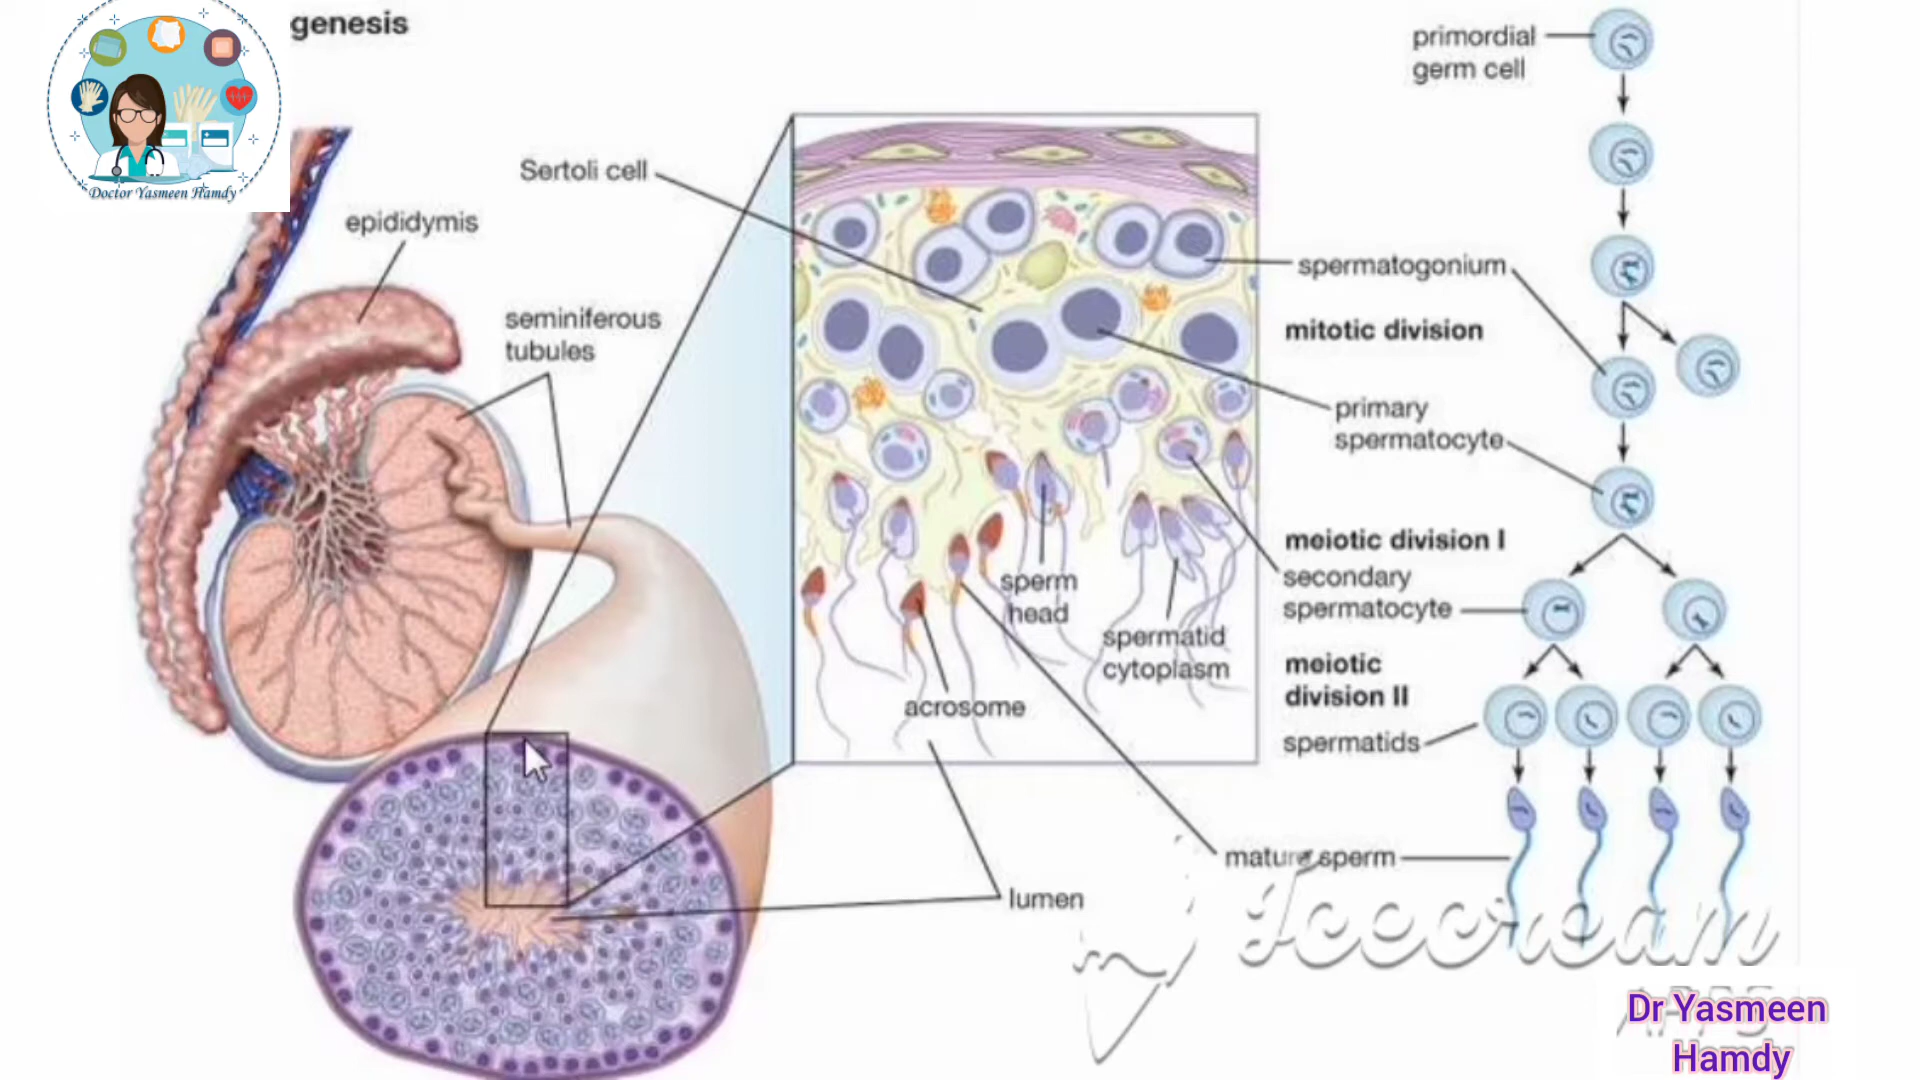 genesis
Doctor Yasmeen Hamdy
epididymis
seminiferous
tubules
Sertoli cell
sperm
head
spermatid
cytoplasm
acrosome
lumen
primordial
germ cell
spermatogonium
mitotic division
primary
spermatocyte
meiotic division I
secondary
spermatocyte
meiotic
division II
spermatids
mature sperm
Icecream
Dr Yasmeen
Hamdy